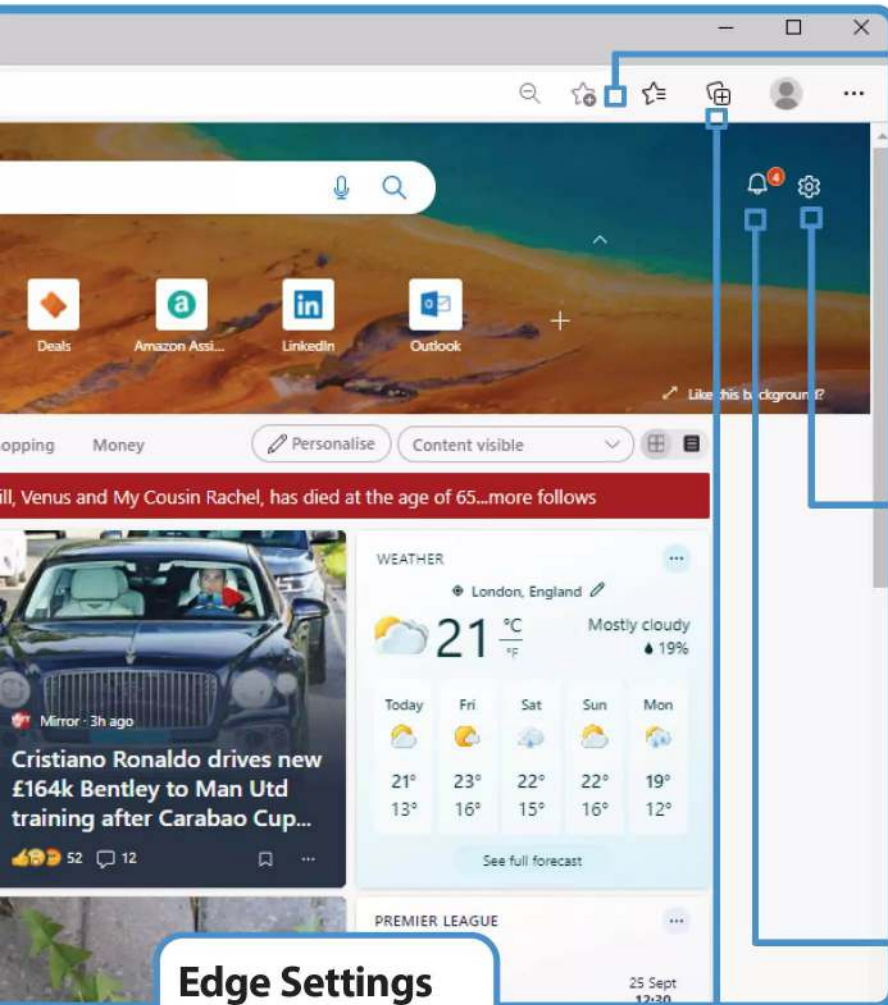 4
Deals
Amazon Assi...
LinkedIn
Outlook
Like this background?
opping
Money
Personalise
Content visible
ill, Venus and My Cousin Rachel, has died at the age of 65...more follows
WEATHER
London, England
21 °C
°F
Mostly cloudy
19%
Today Fri Sat Sun Mon
21° 23° 22° 22° 19°
13° 16° 15° 16° 12°
See full forecast
Mirror · 3h ago
Cristiano Ronaldo drives new
£164k Bentley to Man Utd
training after Carabao Cup...
52 12
PREMIER LEAGUE
25 Sept
12:30
Edge Settings